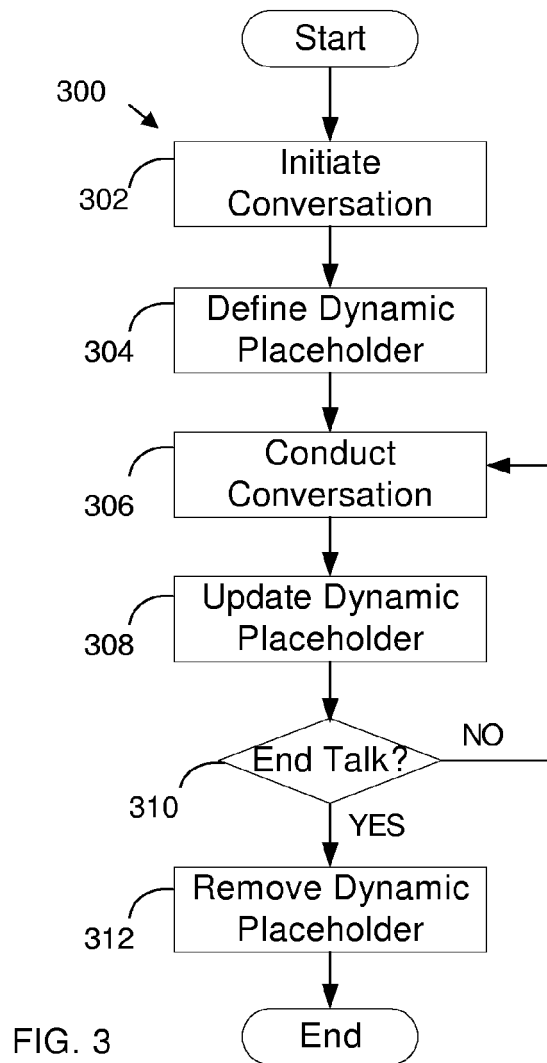 Start
300
Initiate
Conversation
302
Define Dynamic
Placeholder
304
Conduct
Conversation
306
Update Dynamic
Placeholder
308
End Talk?
NO
310
YES
Remove Dynamic
Placeholder
312
End
FIG. 3